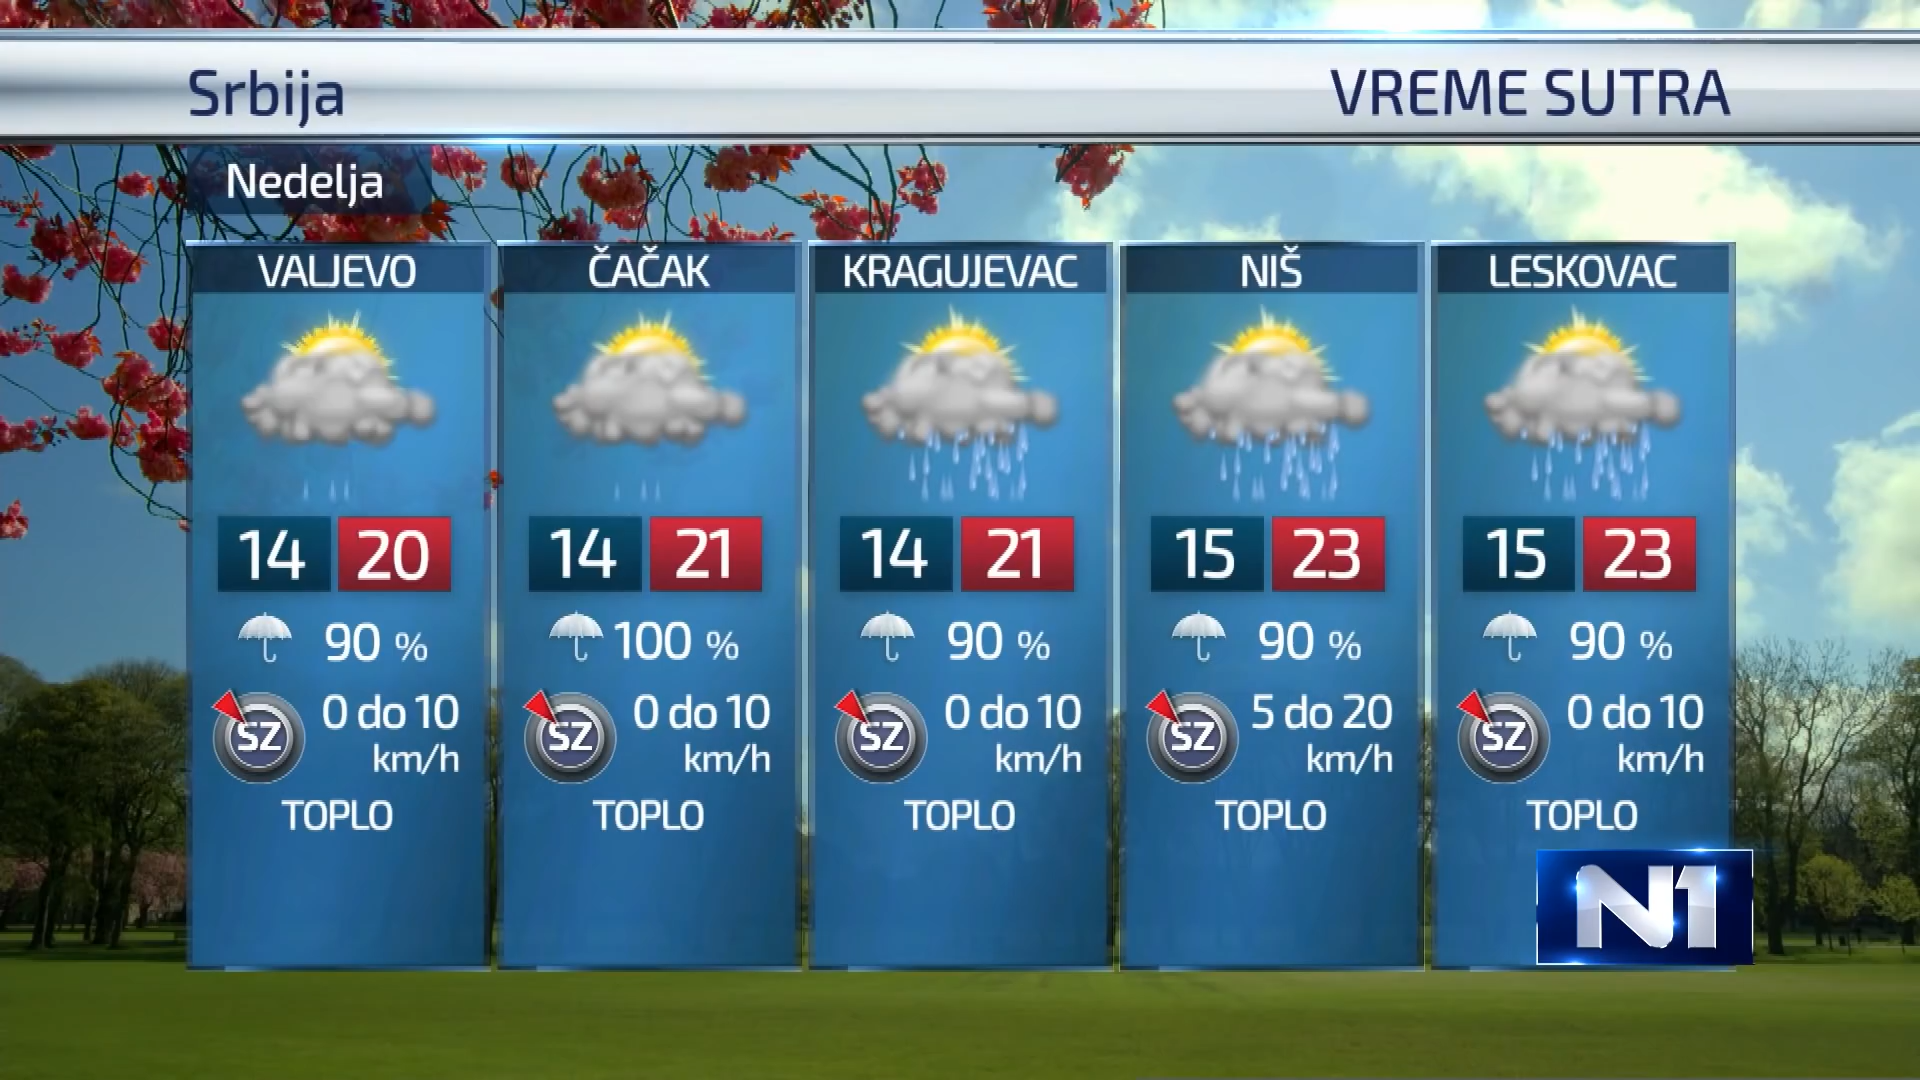 Srbija
VREME SUTRA
Nedelja
VALJEVO
14 20
90 %
SZ
0 do 10
km/h
TOPLO
ČAČAK
14 21
100 %
SZ
0 do 10
km/h
TOPLO
KRAGUJEVAC
14 21
90 %
SZ
0 do 10
km/h
TOPLO
NIŠ
15 23
90 %
SZ
5 do 20
km/h
TOPLO
LESKOVAC
15 23
90 %
SZ
0 do 10
km/h
TOPLO
N1